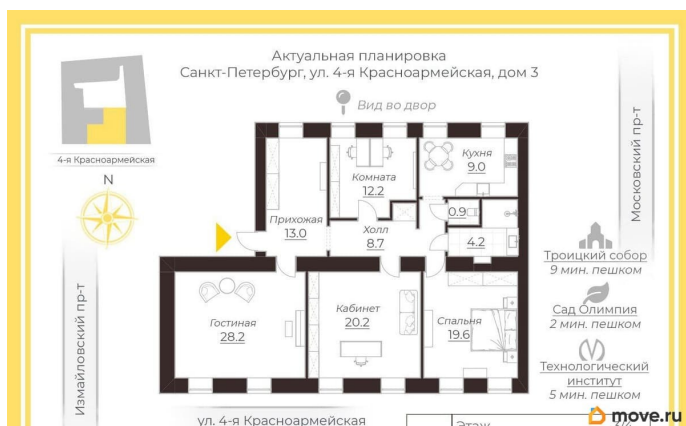 Актуальная планировка
Санкт-Петербург, ул. 4-я Красноармейская, дом 3
Вид во двор
4-я Красноармейская
N
Кухня
9.0
Комната
12.2
0.9
Прихожая
13.0
Холл
8.7
4.2
Гостиная
28.2
Кабинет
20.2
Спальня
19.6
Измайловский пр-т
Московский пр-т
Троицкий собор
9 мин. пешком
Сад Олимпия
2 мин. пешком
Технологический
институт
5 мин. пешком
ул. 4-я Красноармейская
Этаж
3/4
move.ru